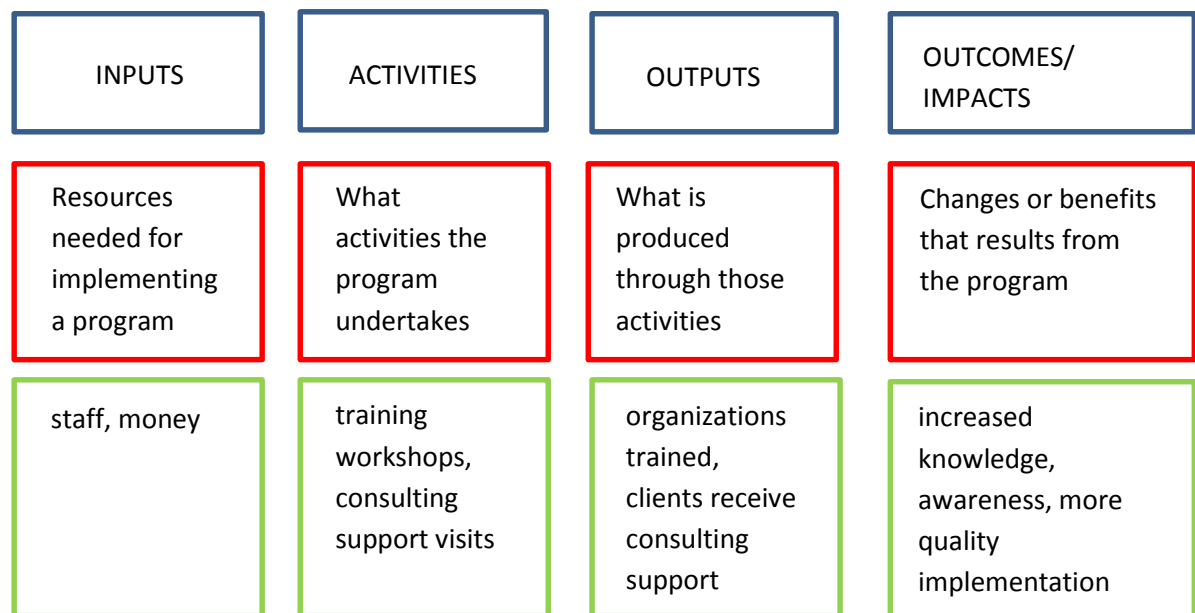 INPUTS
ACTIVITIES
OUTPUTS
OUTCOMES/
IMPACTS
Resources
needed for
implementing
a program
What
activities the
program
undertakes
What is
produced
through those
activities
Changes or benefits
that results from
the program
staff, money
training
workshops,
consulting
support visits
organizations
trained,
clients receive
consulting
support
increased
knowledge,
awareness, more
quality
implementation